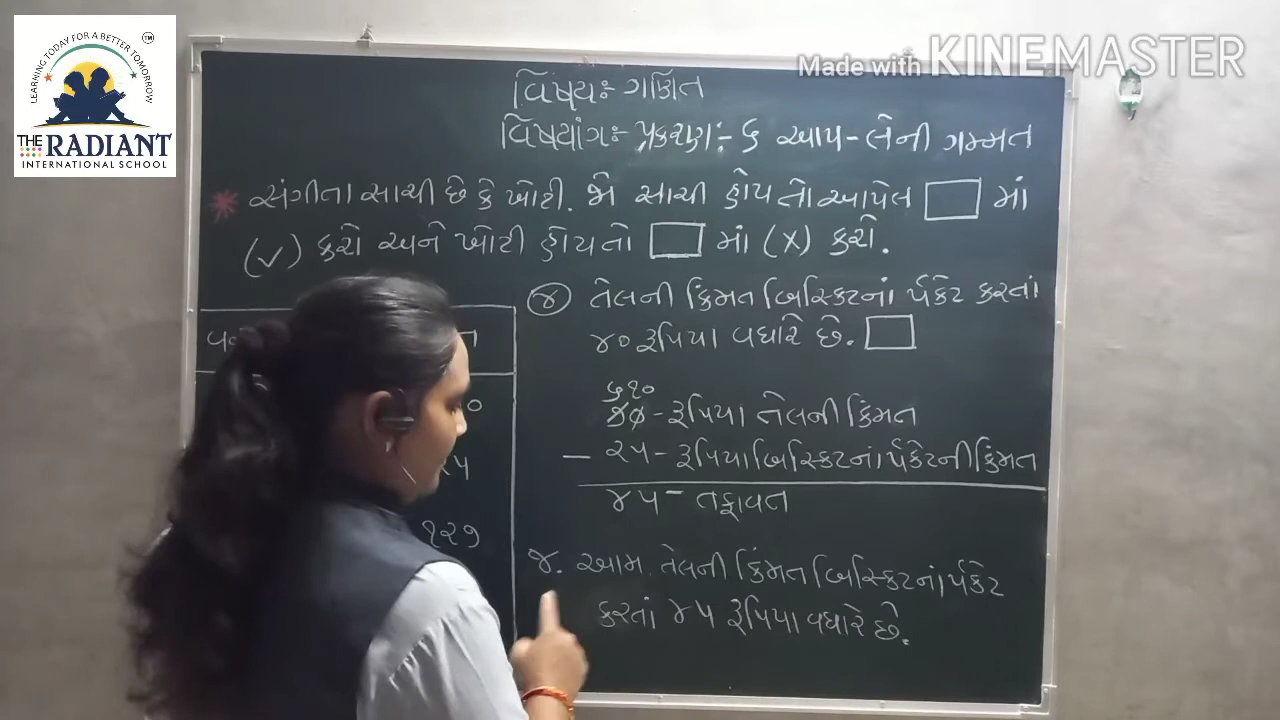 LEARNING TODAY FOR A BETTER TOMORROW
TM
THE RADIANT
INTERNATIONAL SCHOOL
Made with KINEMASTER
વિષય:- ગણિત
વિષયાંગ:- પ્રકરણ:- ૬ આપ-લેની ગમ્મત
સંગીતા સાચી છે કે ખોટી. જો સાચી હોય તો આપેલ □ માં
(✓) કરો અને ખોટી હોય તો □ માં (X) કરો.
૪ તેલની કિંમત બિસ્કિટનાં પેકેટ કરતાં
૪૦ રૂપિયા વધારે છે. □
૬૧૦
૭૦ - રૂપિયા તેલની કિંમત
– ૨૫ - રૂપિયા બિસ્કિટનાં પેકેટની કિંમત
૪૫ - તફાવત
૪. આમ, તેલની કિંમત બિસ્કિટનાં પેકેટ
કરતાં ૪૫ રૂપિયા વધારે છે.
૧૨૭